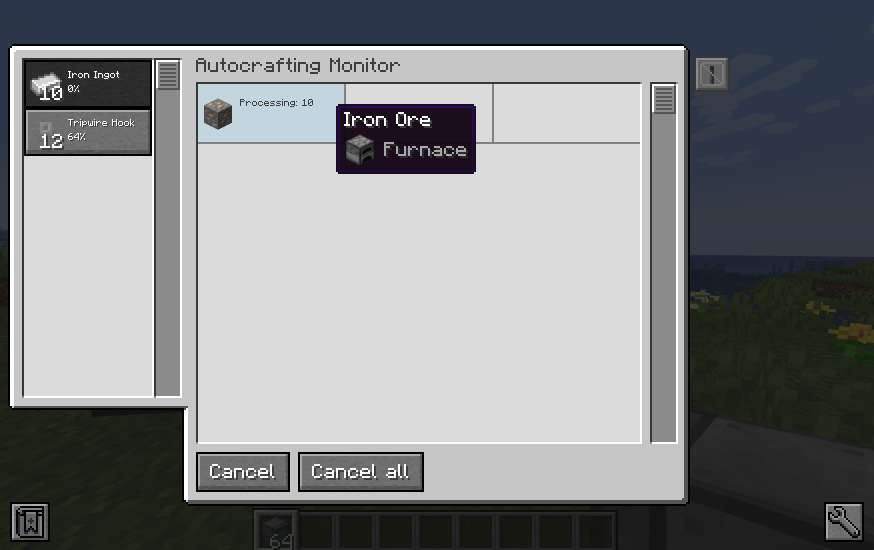 Iron Ingot
0%
10
Tripwire Hook
64%
12
Autocrafting Monitor
Processing: 10
Iron Ore
Furnace
Cancel
Cancel all
64